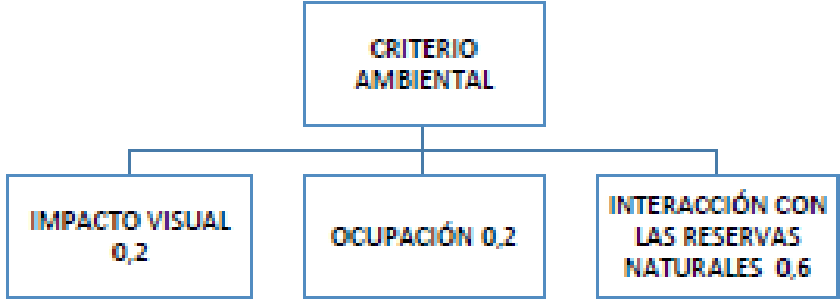 CRITERIO
AMBIENTAL
IMPACTO VISUAL
0,2
OCUPACIÓN 0,2
INTERACCIÓN CON
LAS RESERVAS
NATURALES 0,6